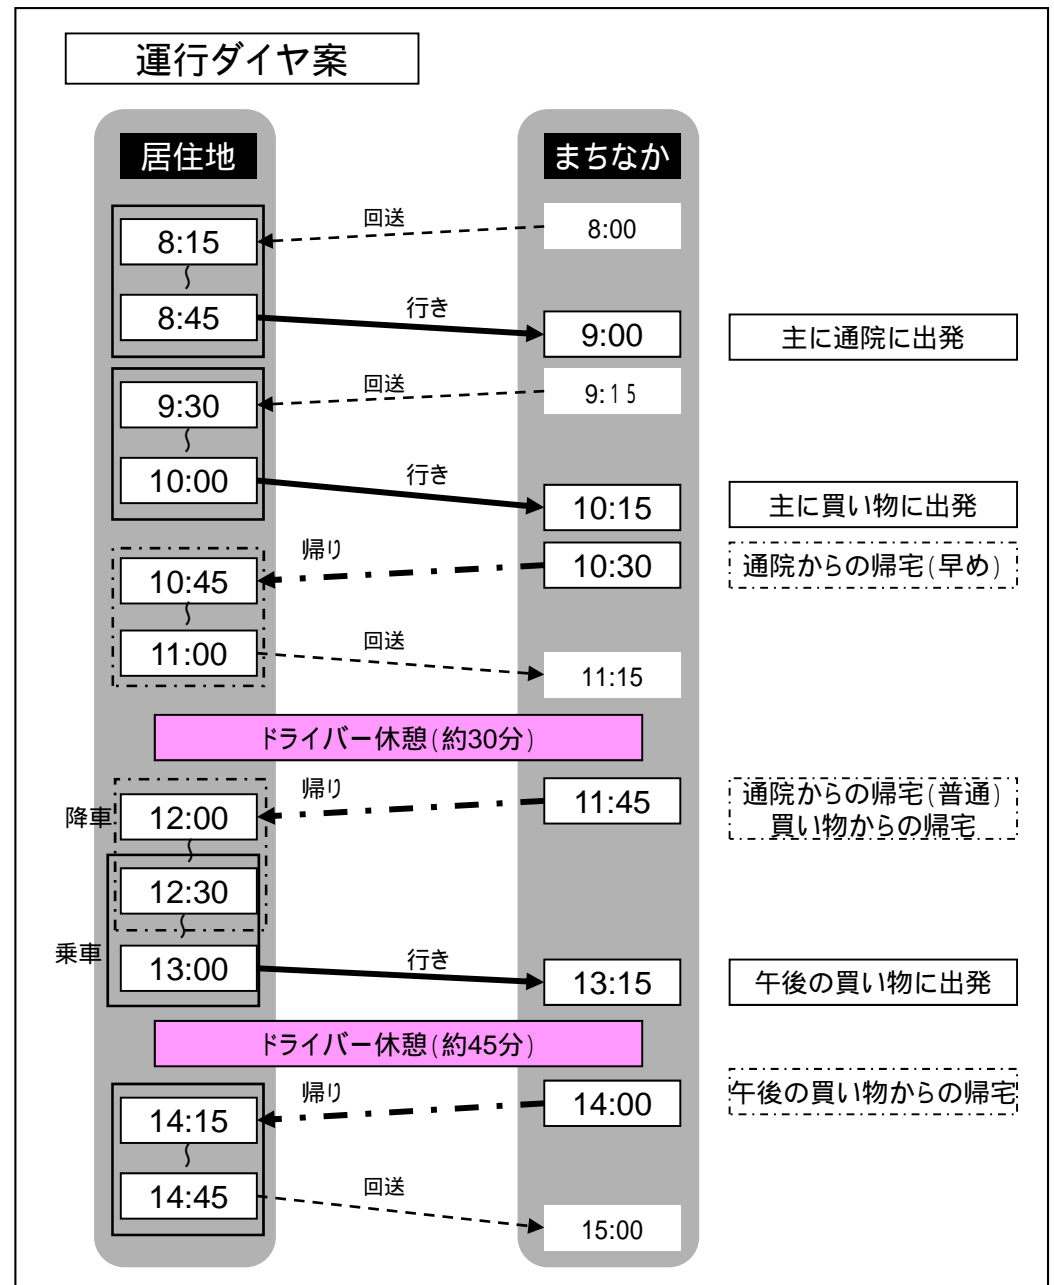 運行ダイヤ案
居住地
まちなか
回送
8:00
8:15
～
8:45
行き
9:00
主に通院に出発
回送
9:15
9:30
～
10:00
行き
10:15
主に買い物に出発
帰り
10:30
通院からの帰宅(早め)
10:45
～
11:00
回送
11:15
ドライバー休憩(約30分)
帰り
11:45
通院からの帰宅(普通)
買い物からの帰宅
降車
12:00
～
12:30
～
乗車
13:00
行き
13:15
午後の買い物に出発
ドライバー休憩(約45分)
帰り
14:00
午後の買い物からの帰宅
14:15
～
14:45
回送
15:00